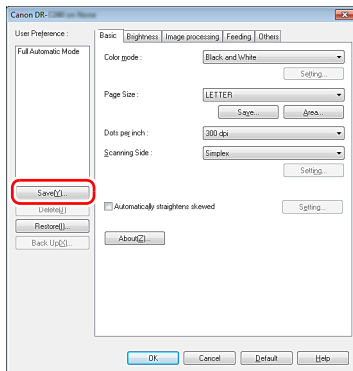 Canon DR-
User Preference :
Full Automatic Mode
Save(Y)...
Delete(J)
Restore(I)...
Back Up(X)...
Basic
Brightness
Image processing
Feeding
Others
Color mode :
Black and White
Setting...
Page Size :
LETTER
Save...
Area...
Dots per inch :
300 dpi
Scanning Side :
Simplex
Setting...
Automatically straightens skewed
Setting...
About(Z)...
OK
Cancel
Default
Help